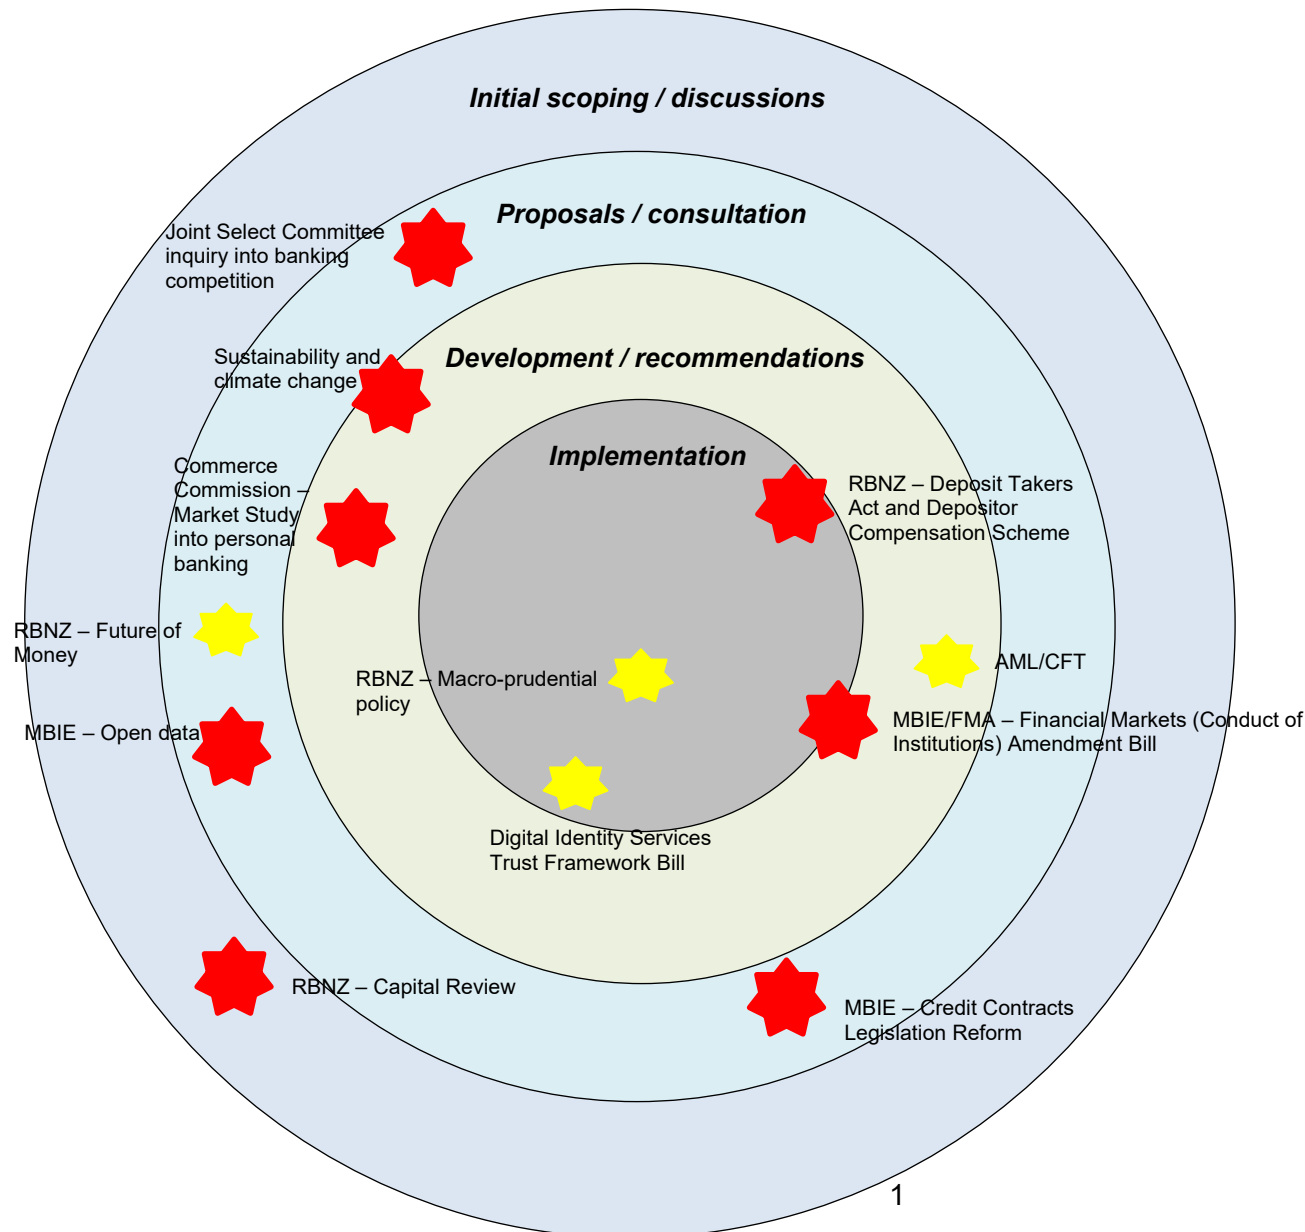 Initial scoping / discussions
Proposals / consultation
Joint Select Committee
inquiry into banking
competition
Sustainability and
climate change
Development / recommendations
Implementation
Commerce
Commission –
Market Study
into personal
banking
RBNZ – Deposit Takers
Act and Depositor
Compensation Scheme
RBNZ – Future of
Money
RBNZ – Macro-prudential
policy
AML/CFT
MBIE – Open data
MBIE/FMA – Financial Markets (Conduct of
Institutions) Amendment Bill
Digital Identity Services
Trust Framework Bill
RBNZ – Capital Review
MBIE – Credit Contracts
Legislation Reform
1